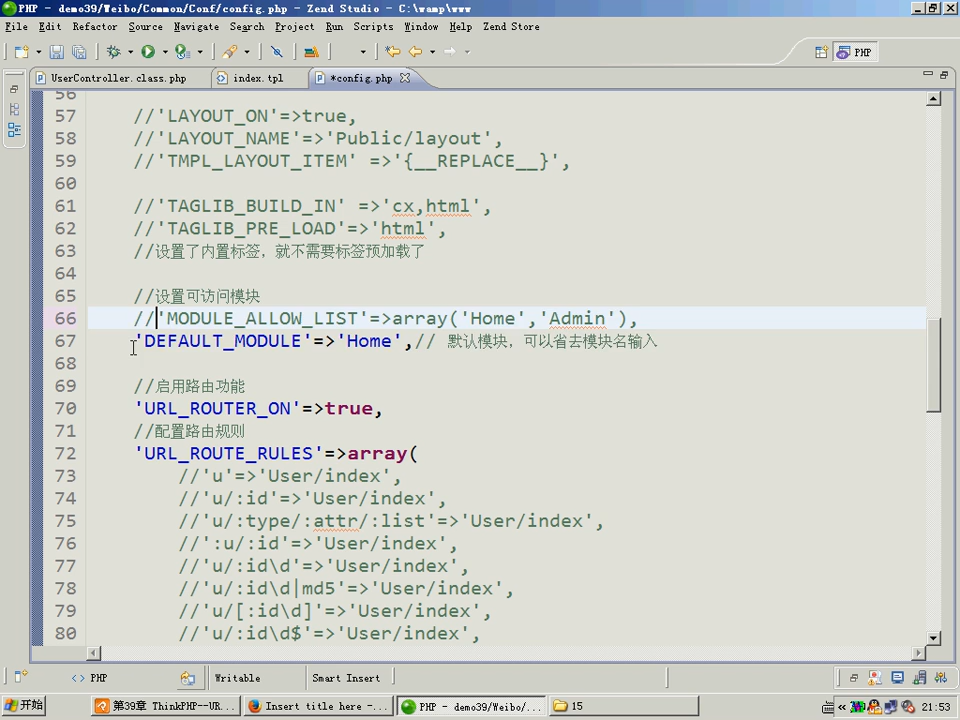 PHP - demo39/Weibo/Common/Conf/config.php - Zend Studio - C:\wamp\www
File Edit Refactor Source Navigate Search Project Run Scripts Window Help Zend Store
PHP
UserController.class.php index.tpl *config.php
56
57 //'LAYOUT_ON'=>true,
58 //'LAYOUT_NAME'=>'Public/layout',
59 //'TMPL_LAYOUT_ITEM' =>'{__REPLACE__}',
60
61 //'TAGLIB_BUILD_IN' =>'cx,html',
62 //'TAGLIB_PRE_LOAD'=>'html',
63 //设置了内置标签，就不需要标签预加载了
64
65 //设置可访问模块
66 //'MODULE_ALLOW_LIST'=>array('Home','Admin'),
67 'DEFAULT_MODULE'=>'Home',// 默认模块，可以省去模块名输入
68
69 //启用路由功能
70 'URL_ROUTER_ON'=>true,
71 //配置路由规则
72 'URL_ROUTE_RULES'=>array(
73 //'u'=>'User/index',
74 //'u/:id'=>'User/index',
75 //'u/:type/:attr/:list'=>'User/index',
76 //':u/:id'=>'User/index',
77 //'u/:id\d'=>'User/index',
78 //'u/:id\d|md5'=>'User/index',
79 //'u/[:id\d]'=>'User/index',
80 //'u/:id\d$'=>'User/index',
PHP Writable Smart Insert
开始 第39章 ThinkPHP--UR... Insert title here -... PHP - demo39/Weibo/... 15 21:53